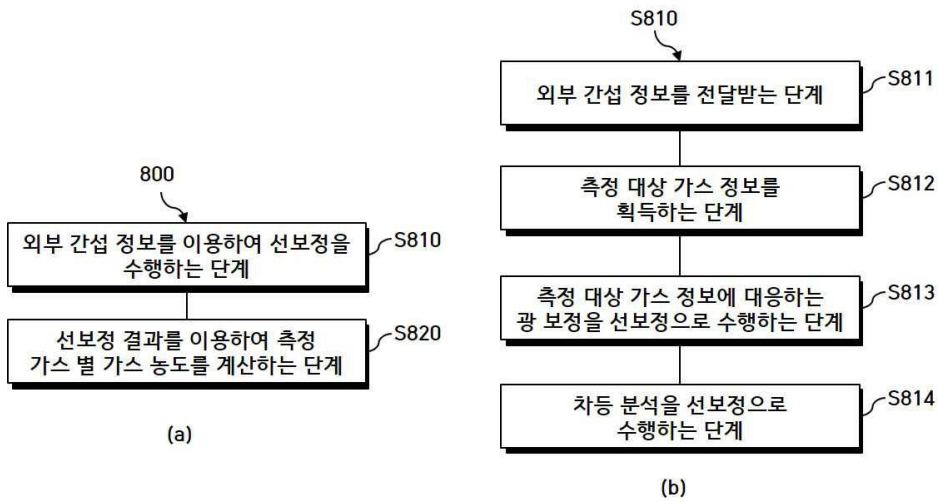 800
외부 간섭 정보를 이용하여 선보정을
수행하는 단계
S810
선보정 결과를 이용하여 측정
가스 별 가스 농도를 계산하는 단계
S820
(a)
S810
외부 간섭 정보를 전달받는 단계
S811
측정 대상 가스 정보를
획득하는 단계
S812
측정 대상 가스 정보에 대응하는
광 보정을 선보정으로 수행하는 단계
S813
차등 분석을 선보정으로
수행하는 단계
S814
(b)